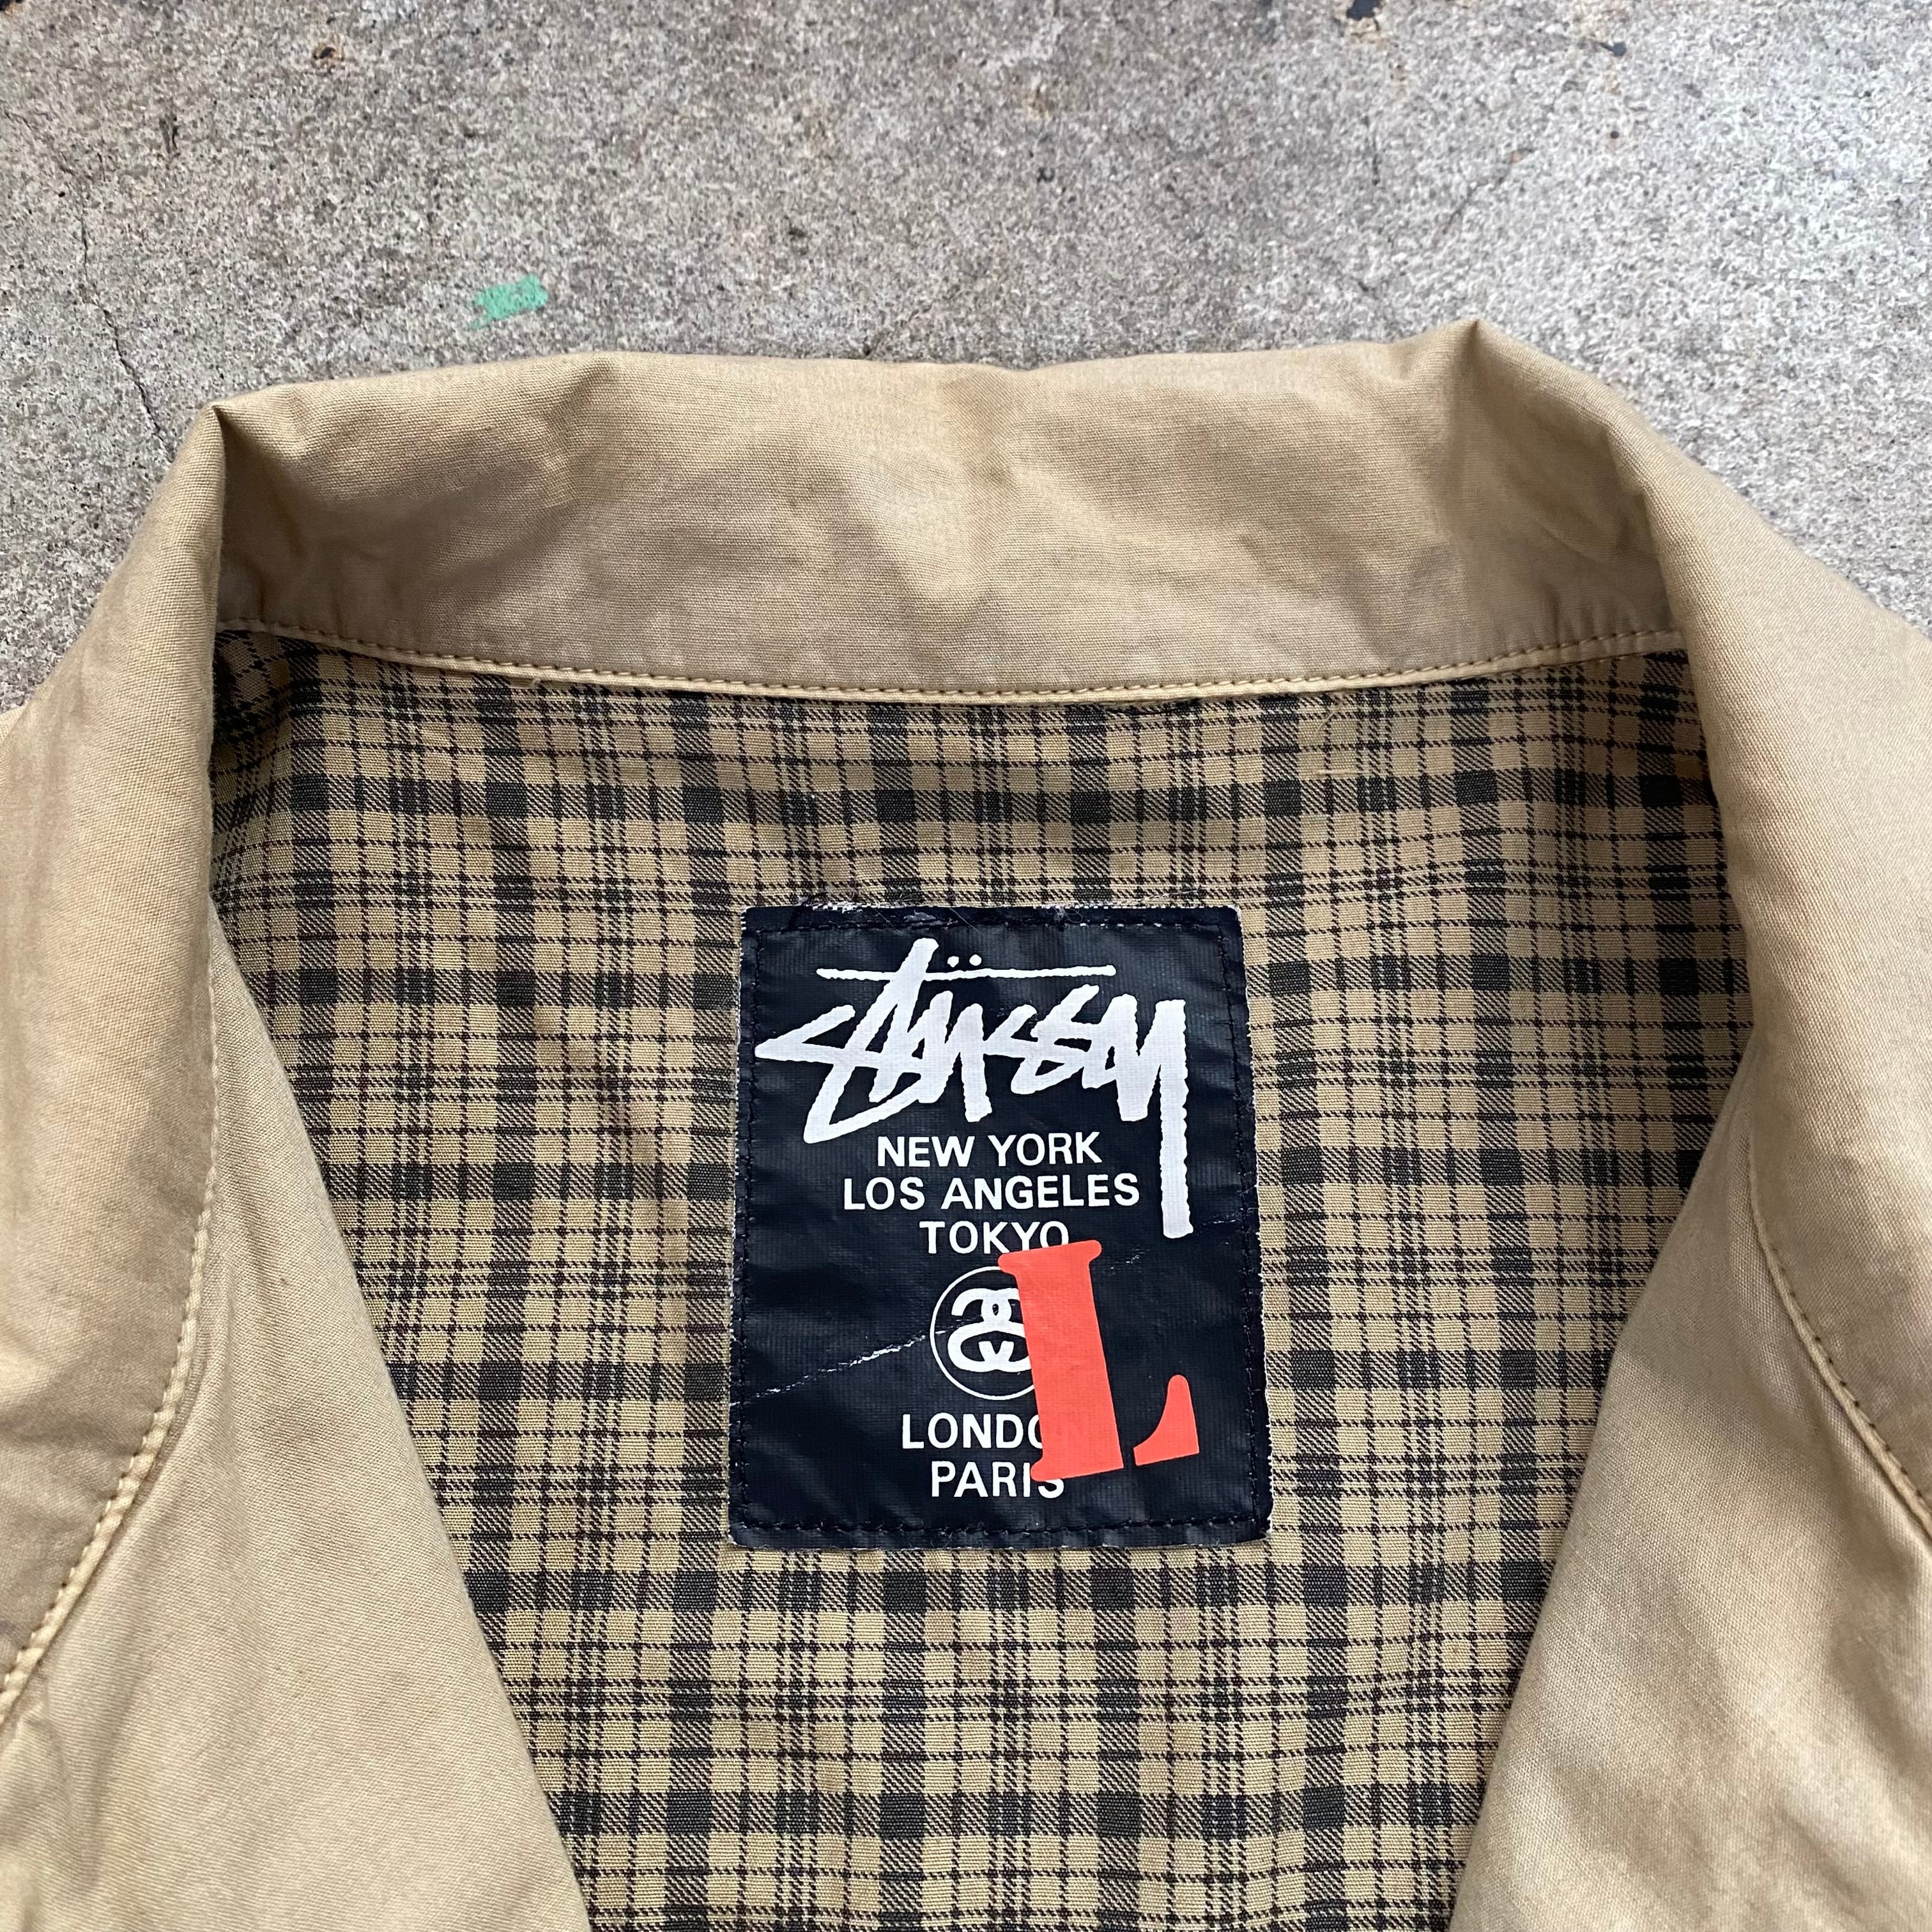 Stüssy
NEW YORK
LOS ANGELES
TOKYO
L
LONDON
PARIS